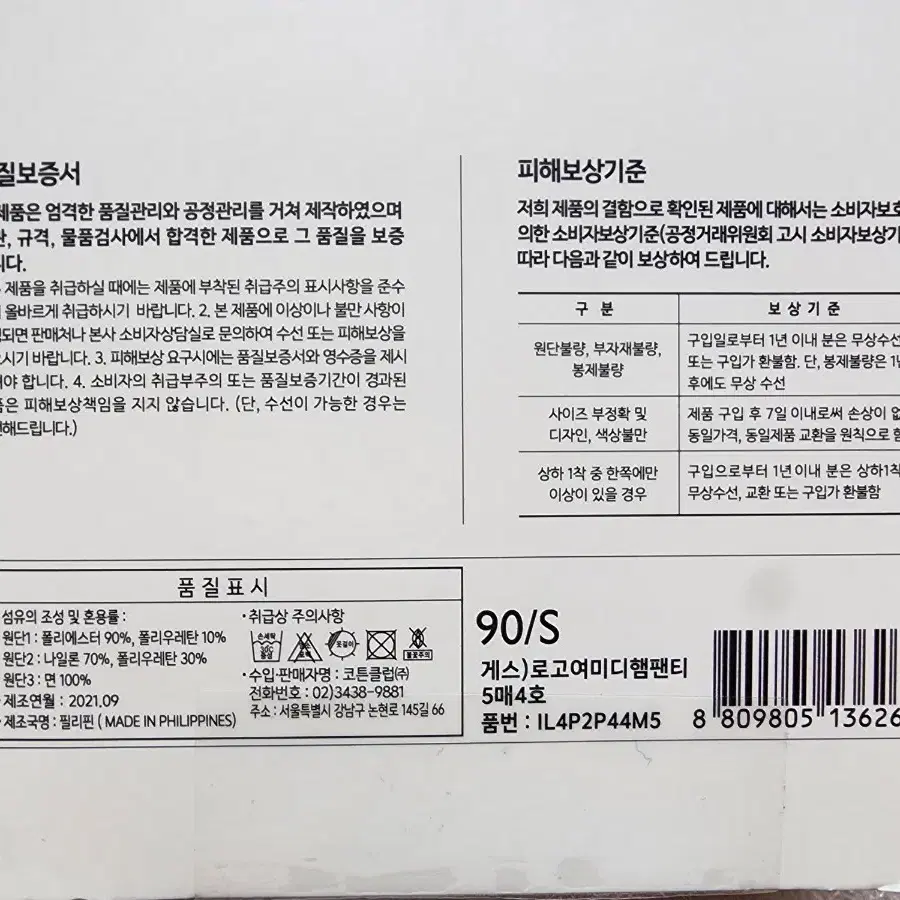 질보증서
제품은 엄격한 품질관리와 공정관리를 거쳐 제작하였으며
, 규격, 물품검사에서 합격한 제품으로 그 품질을 보증
니다.
제품을 취급하실 때에는 제품에 부착된 취급주의 표시사항을 준수
올바르게 취급하시기 바랍니다. 2. 본 제품에 이상이나 불만 사항이
되면 판매처나 본사 소비자상담실로 문의하여 수선 또는 피해보상을
으시기 바랍니다. 3. 피해보상 요구시에는 품질보증서와 영수증을 제시
해야 합니다. 4. 소비자의 취급부주의 또는 품질보증기간이 경과된
품은 피해보상책임을 지지 않습니다. (단, 수선이 가능한 경우는
해드립니다.)
피해보상기준
저희 제품의 결함으로 확인된 제품에 대해서는 소비자보호
의한 소비자보상기준(공정거래위원회 고시 소비자보상기
따라 다음과 같이 보상하여 드립니다.
구 분 보 상 기 준
원단불량, 부자재불량,
봉제불량
구입일로부터 1년 이내 분은 무상수선
또는 구입가 환불함. 단, 봉제불량은 1년
후에도 무상 수선
사이즈 부정확 및
디자인, 색상불만
제품 구입 후 7일 이내로써 손상이 없
동일가격, 동일제품 교환을 원칙으로 함
상하 1착 중 한쪽에만
이상이 있을 경우
구입으로부터 1년 이내 분은 상하1착
무상수선, 교환 또는 구입가 환불함
품 질 표 시
섬유의 조성 및 혼용률 :
원단1 : 폴리에스터 90%, 폴리우레탄 10%
원단2 : 나일론 70%, 폴리우레탄 30%
원단3 : 면 100%
· 제조연월 : 2021.09
· 제조국명 : 필리핀 ( MADE IN PHILIPPINES)
· 취급상 주의사항
손세탁
30℃
중성
옷걸이
불꽃주의
· 수입·판매자명 : 코튼클럽㈜
전화번호 : 02)3438-9881
주소 : 서울특별시 강남구 논현로 145길 66
90/S
게스)로고여미디햄팬티
5매4호
품번 : IL4P2P44M5
8 809805 13626